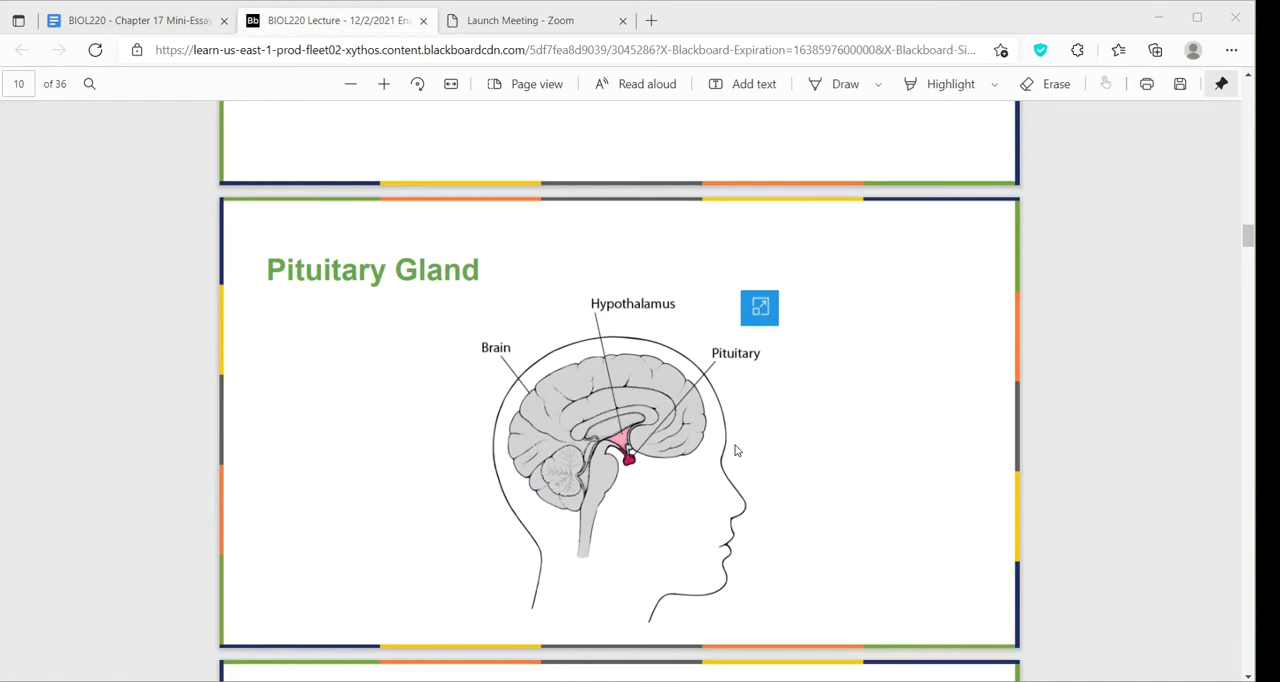 BIOL220 - Chapter 17 Mini-Essay
BIOL220 Lecture - 12/2/2021 En
Launch Meeting - Zoom
https://learn-us-east-1-prod-fleet02-xythos.content.blackboardcdn.com/5df7fea8d9039/3045286?X-Blackboard-Expiration=1638597600000&X-Blackboard-Si...
10 of 36 Page view Read aloud Add text Draw Highlight Erase
Pituitary Gland
Hypothalamus
Brain
Pituitary